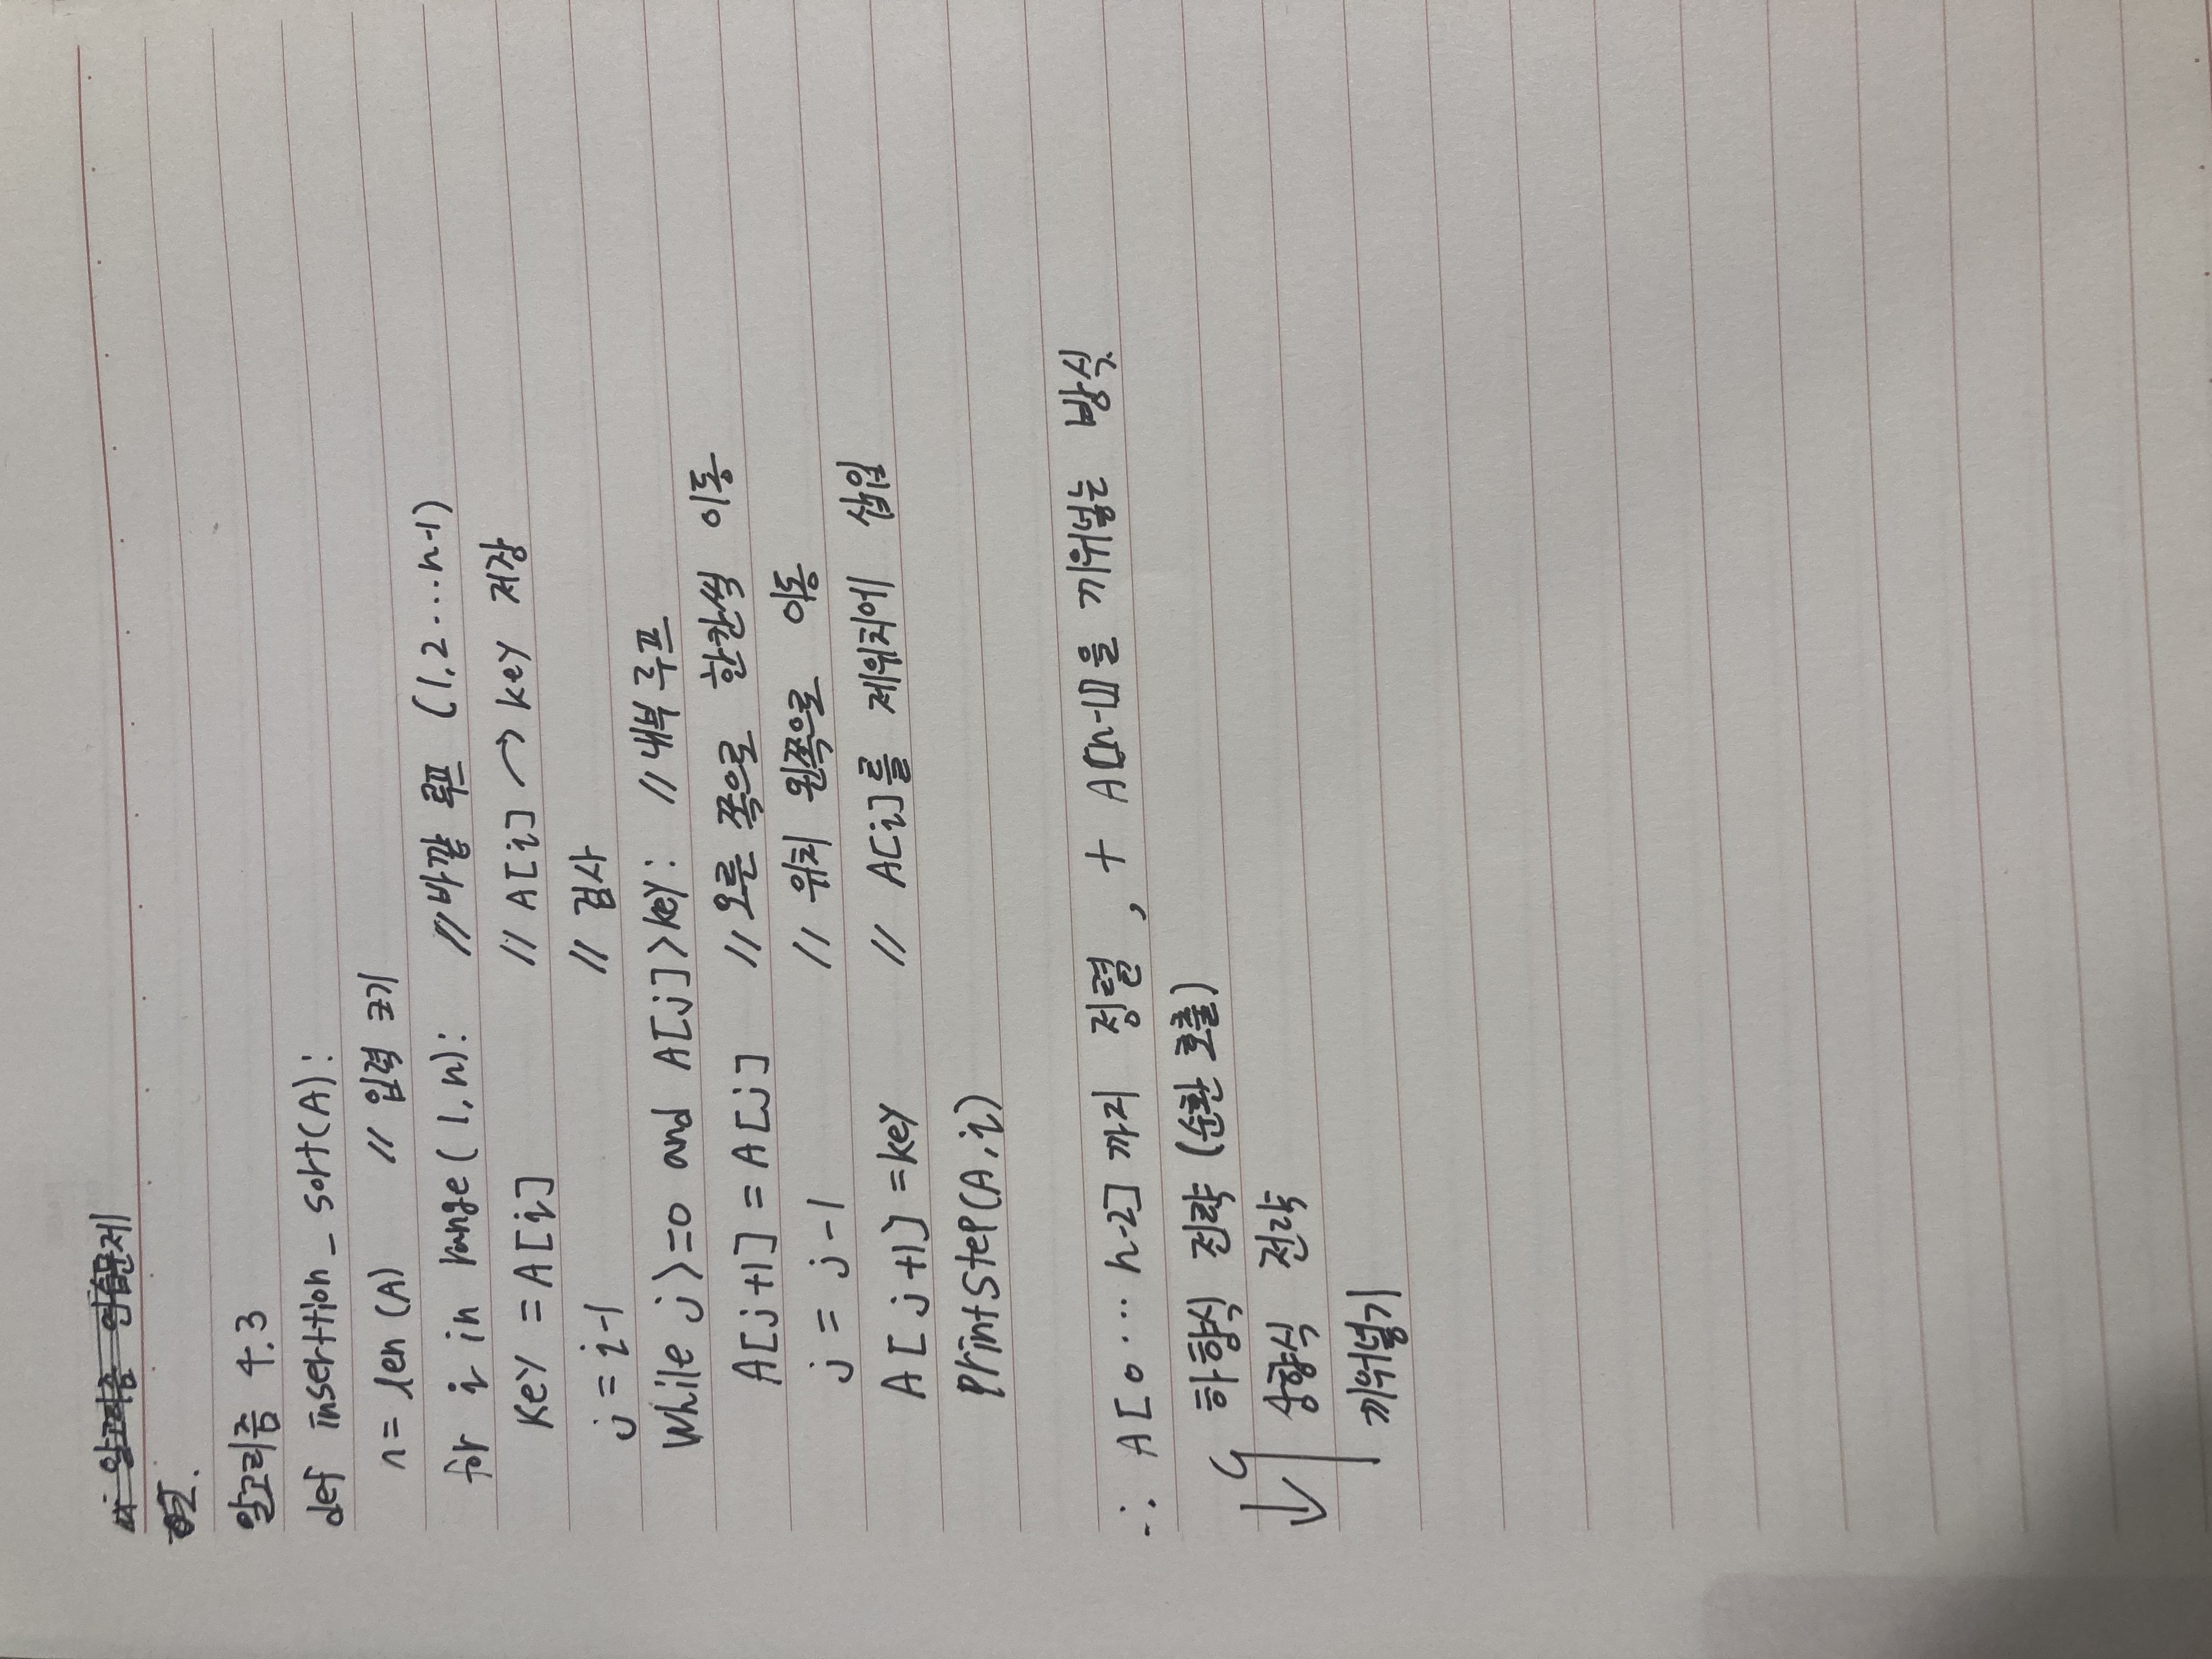 알고리즘 연습문제
알고리즘 4.3
def inserttion_sort(A):
n = len (A) // 입력 크기
for i in range(1,n): // 바깥 루프 (1,2...n-1)
key = A[i] // A[i] → key 저장
j = i-1 // 검사
while j>=0 and A[j]>key: // 내부 루프
A[j+1] = A[j] // 오른 쪽으로 한칸씩 이동
j = j-1 // 위치 왼쪽으로 이동
A[j+1] = key // A[i]를 제위치에 삽입
printstep(A,i)
∴ A[0...n-2] 까지 정렬, + A[n-1]을 끼워넣는 방식
하향식 전략 (순환 호출)
상향식 전략
끼워넣기